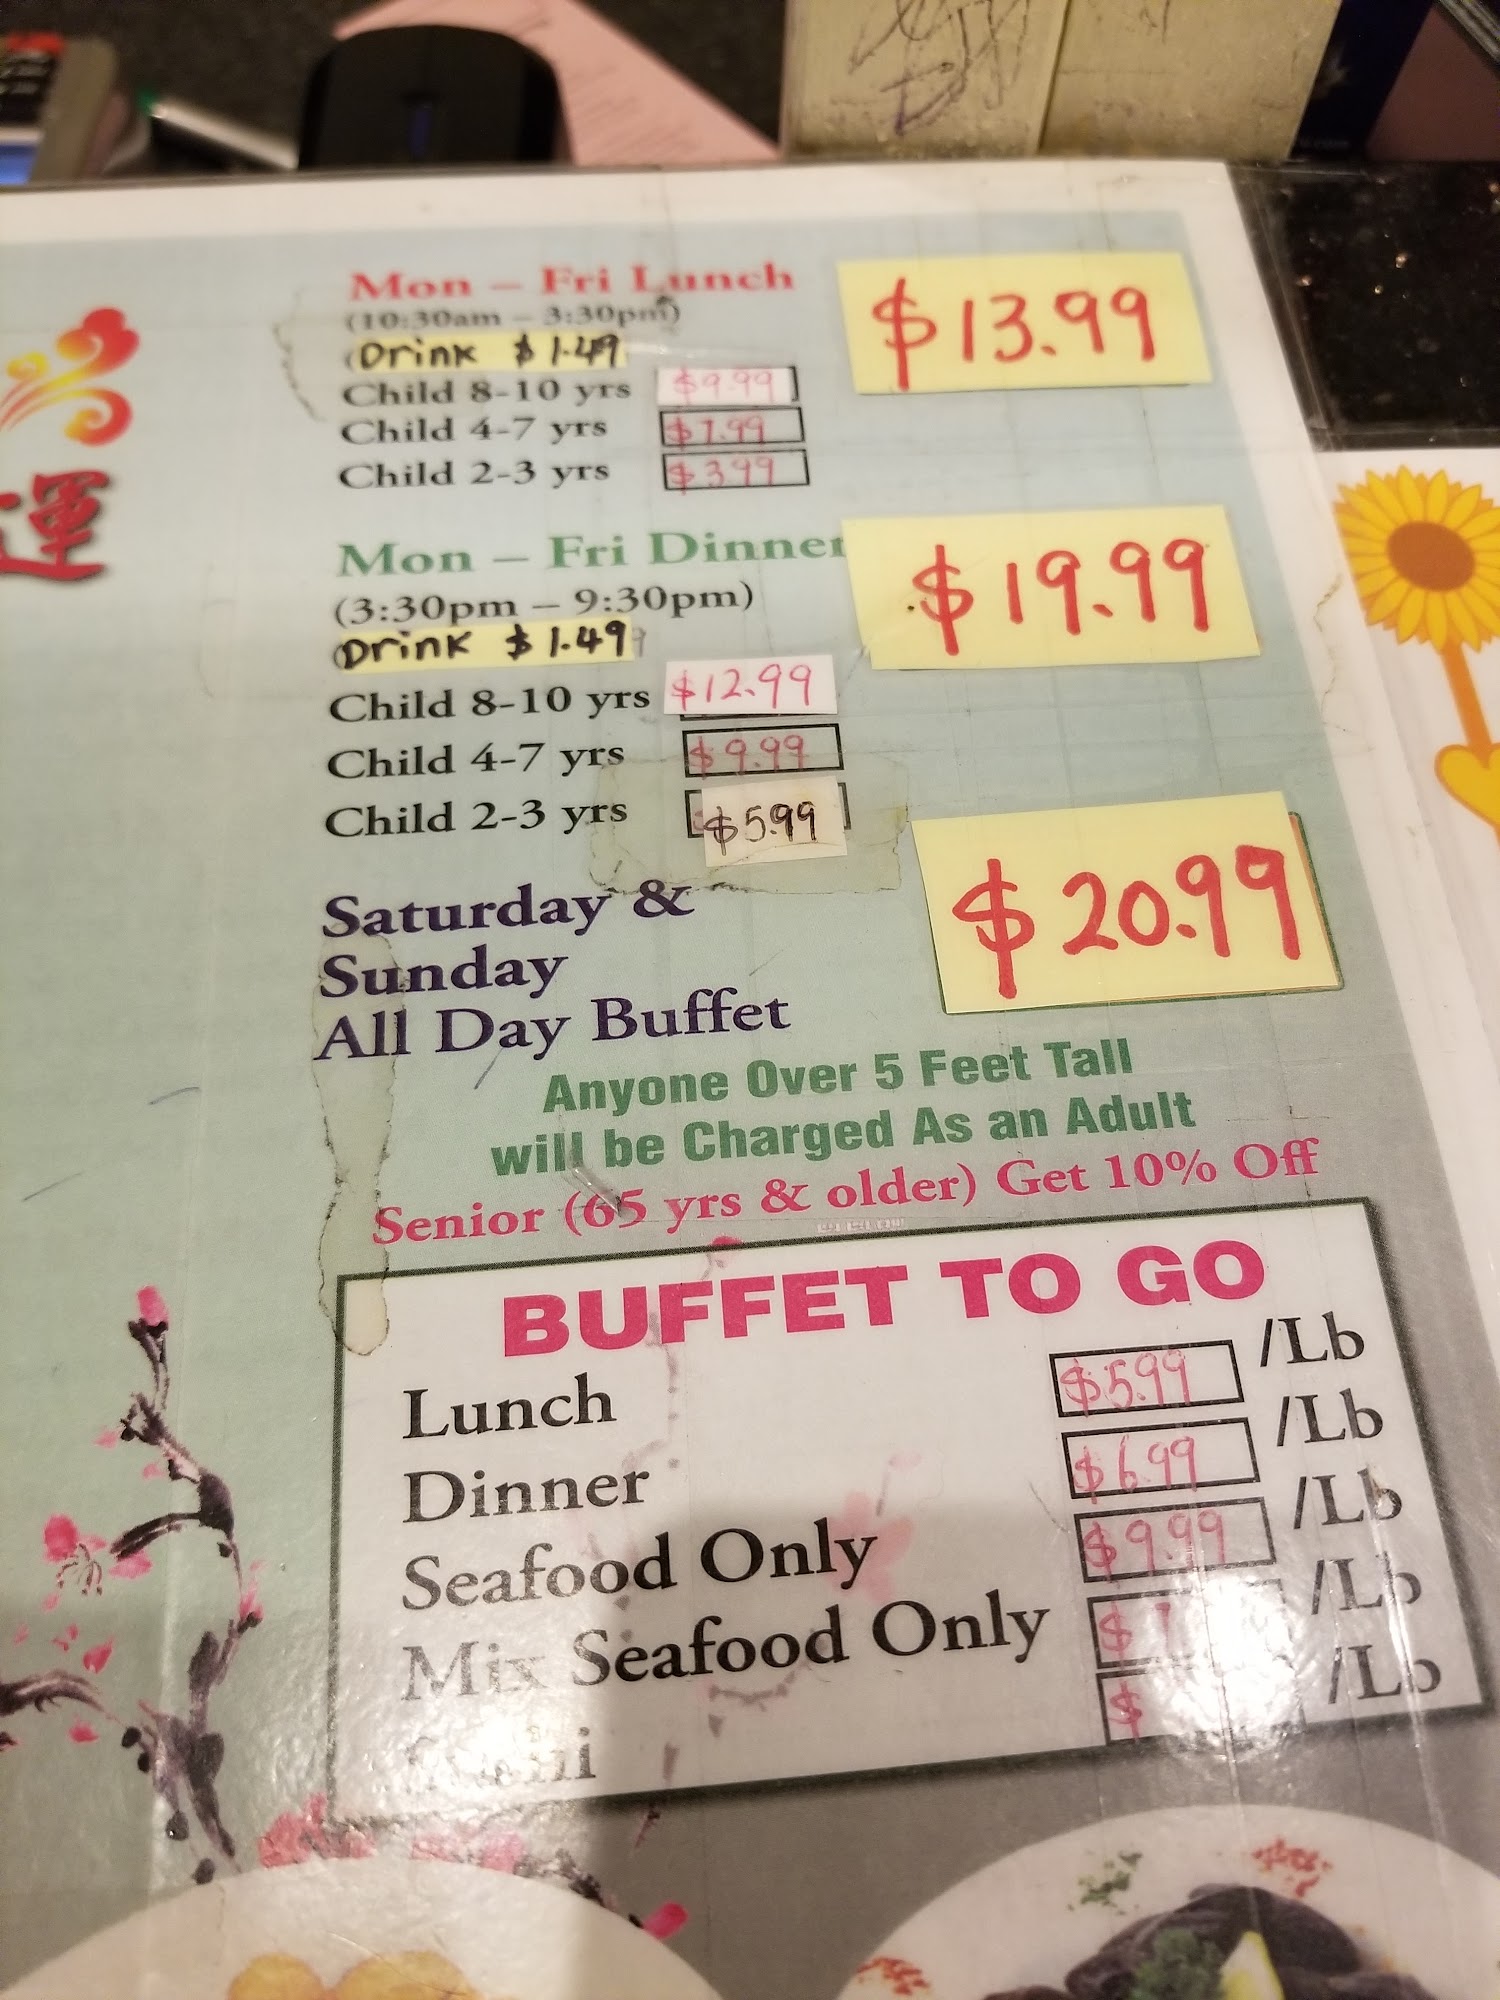 運
Mon – Fri Lunch $13.99
(10:30am – 3:30pm)
Drink $1.49
Child 8-10 yrs $9.99
Child 4-7 yrs $7.99
Child 2-3 yrs $3.99
Mon – Fri Dinner $19.99
(3:30pm – 9:30pm)
Drink $1.49
Child 8-10 yrs $12.99
Child 4-7 yrs $9.99
Child 2-3 yrs $5.99
Saturday &
Sunday
All Day Buffet $20.99
Anyone Over 5 Feet Tall
will be Charged As an Adult
Senior (65 yrs & older) Get 10% Off
BUFFET TO GO
Lunch $5.99 /Lb
Dinner $6.99 /Lb
Seafood Only $9.99 /Lb
Mix Seafood Only /Lb
/Lb